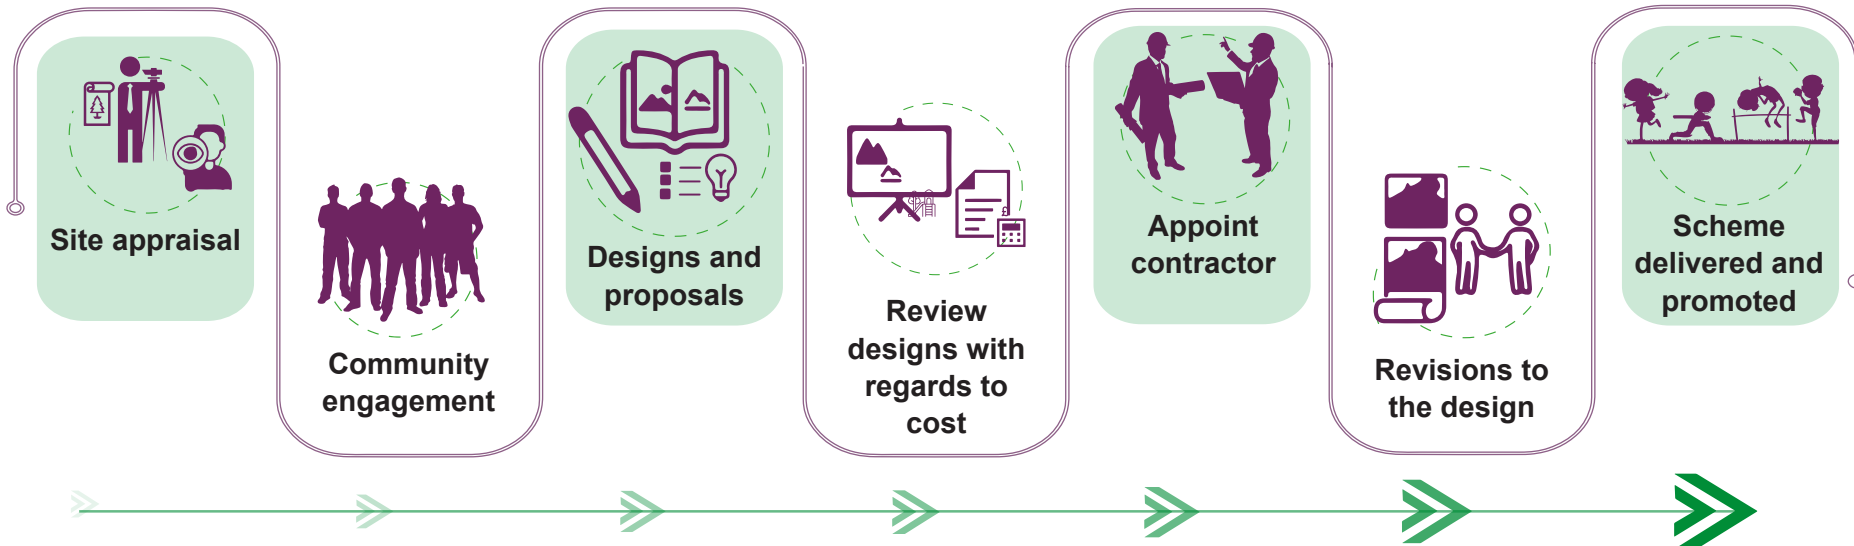 Site appraisal
Community
engagement
Designs and
proposals
Review
designs with
regards to
cost
£
Appoint
contractor
Revisions to
the design
Scheme
delivered and
promoted